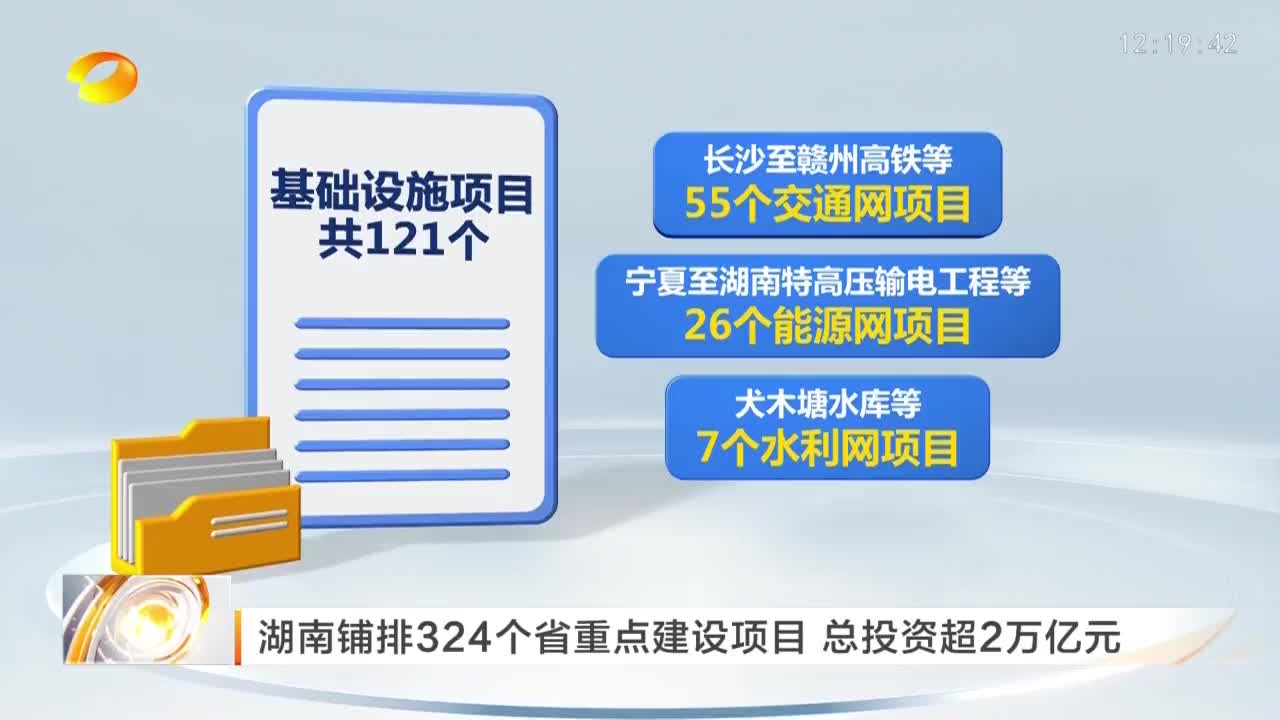 12:19:42
基础设施项目
共121个
长沙至赣州高铁等
55个交通网项目
宁夏至湖南特高压输电工程等
26个能源网项目
犬木塘水库等
7个水利网项目
湖南铺排324个省重点建设项目 总投资超2万亿元